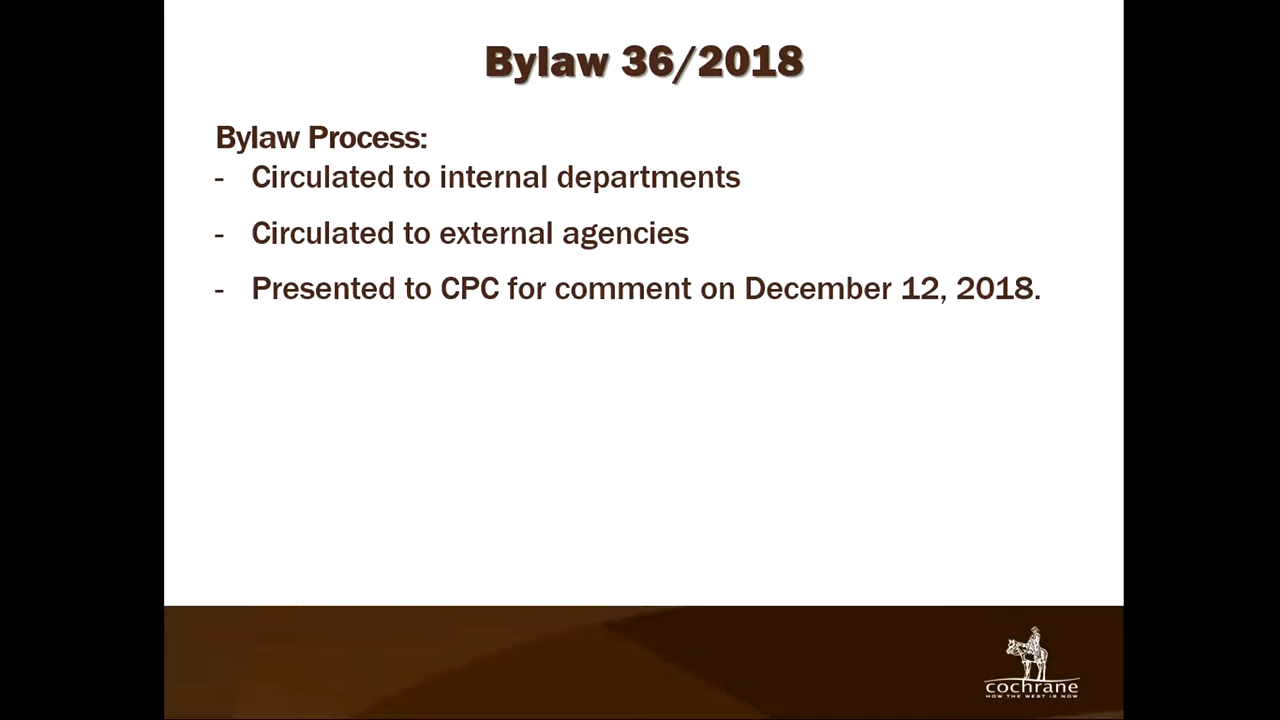 Bylaw 36/2018
Bylaw Process:
- Circulated to internal departments
- Circulated to external agencies
- Presented to CPC for comment on December 12, 2018.
cochrane
HOW THE WEST IS NOW